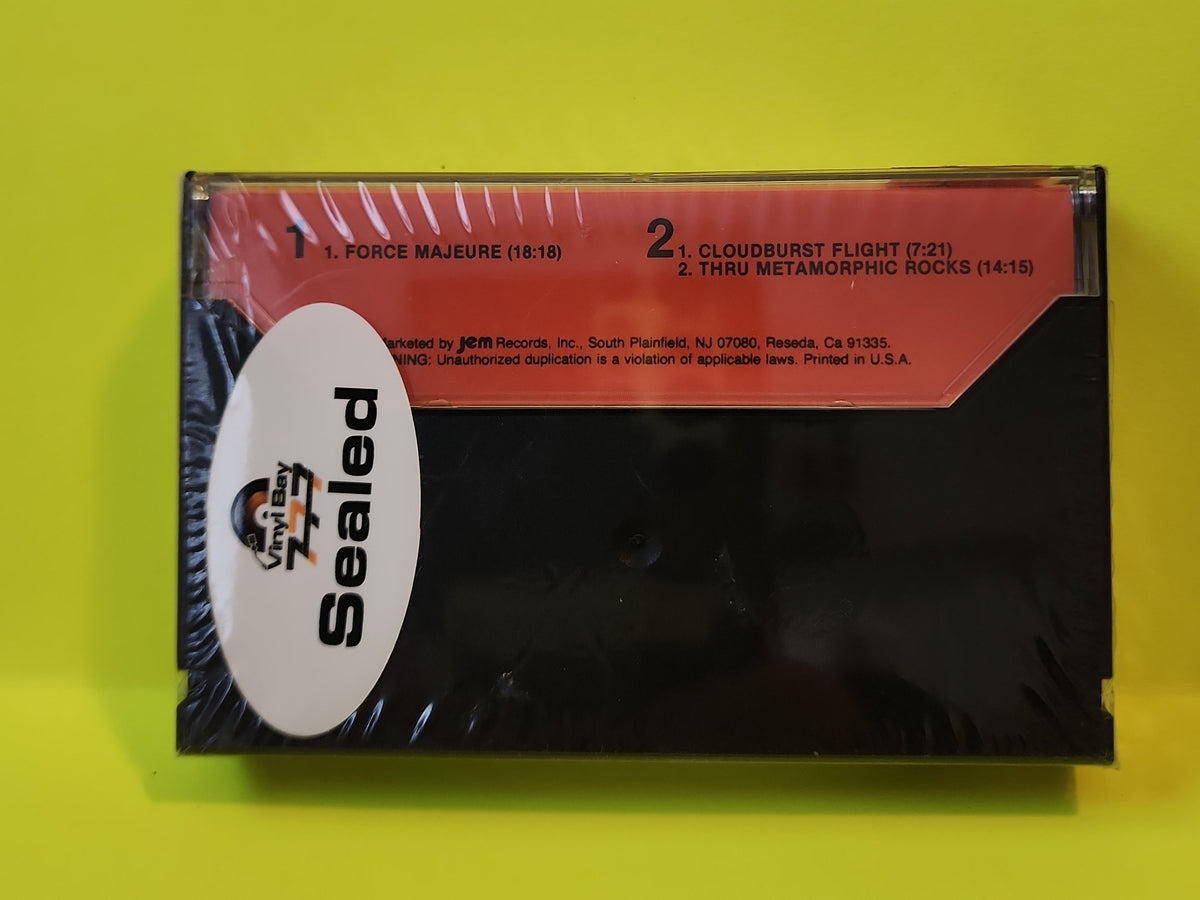 1
1. FORCE MAJEURE (18:18)
2
1. CLOUDBURST FLIGHT (7:21)
2. THRU METAMORPHIC ROCKS (14:15)
arketed by jem Records, Inc., South Plainfield, NJ 07080, Reseda, Ca 91335.
NING: Unauthorized duplication is a violation of applicable laws. Printed in U.S.A.
Vinyl Bay
777
Sealed